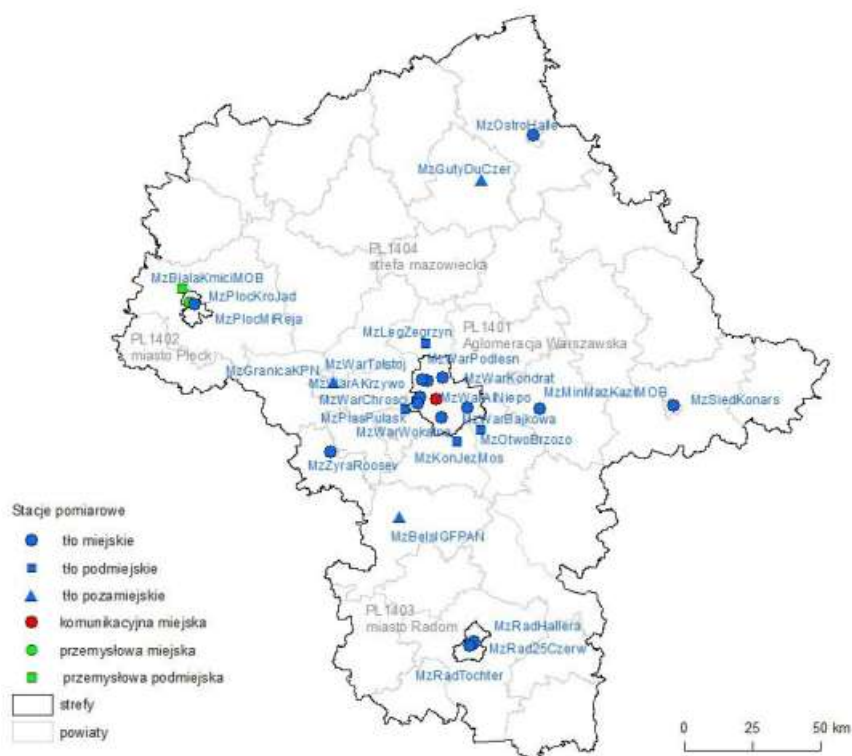 MzOstroHalle
MzGutyDuCzer
PL1404
strefa mazowiecka
MzBialaKmiciMOB
MzPlocKroJad
MzPlocMiReja
PL1402
miasto Płock
MzLegZegrzyn
PL1401
Aglomeracja Warszawska
MzWarTolstoj
MzWarPodlesn
MzGranicaKPN
MzWarAKrzywo
MzWarKondrat
MzMinMazKaziMOB
MzWarChrosci
MzWarAlNiepo
MzSiedKonars
MzPiasPulask
MzWarBajkowa
MzWarWokalna
MzOtwoBrzozo
MzKonJezMos
MzZyraRoosev
MzBelsIGFPAN
PL1403
miasto Radom
MzRadHallera
MzRad25Czerw
MzRadTochter
Stacje pomiarowe
tło miejskie
tło podmiejskie
tło pozamiejskie
komunikacyjna miejska
przemysłowa miejska
przemysłowa podmiejska
strefy
powiaty
0 25 50 km